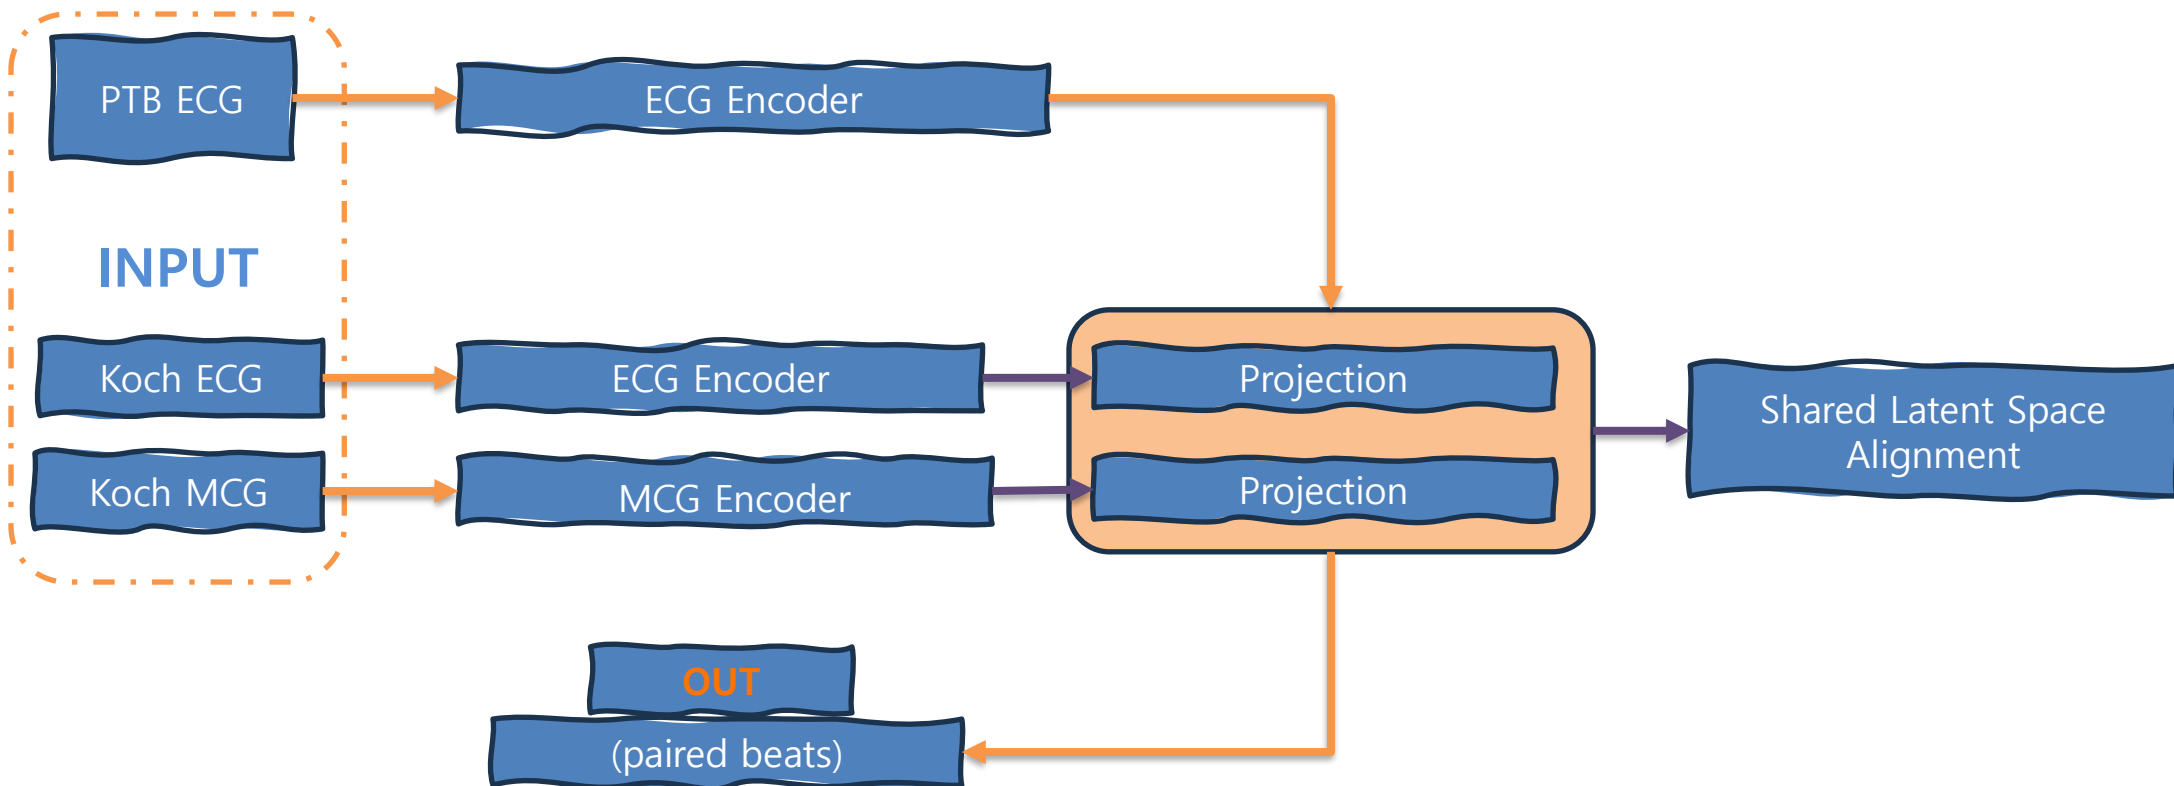 PTB ECG
ECG Encoder
INPUT
Koch ECG
ECG Encoder
Projection
Koch MCG
MCG Encoder
Projection
Shared Latent Space
Alignment
OUT
(paired beats)